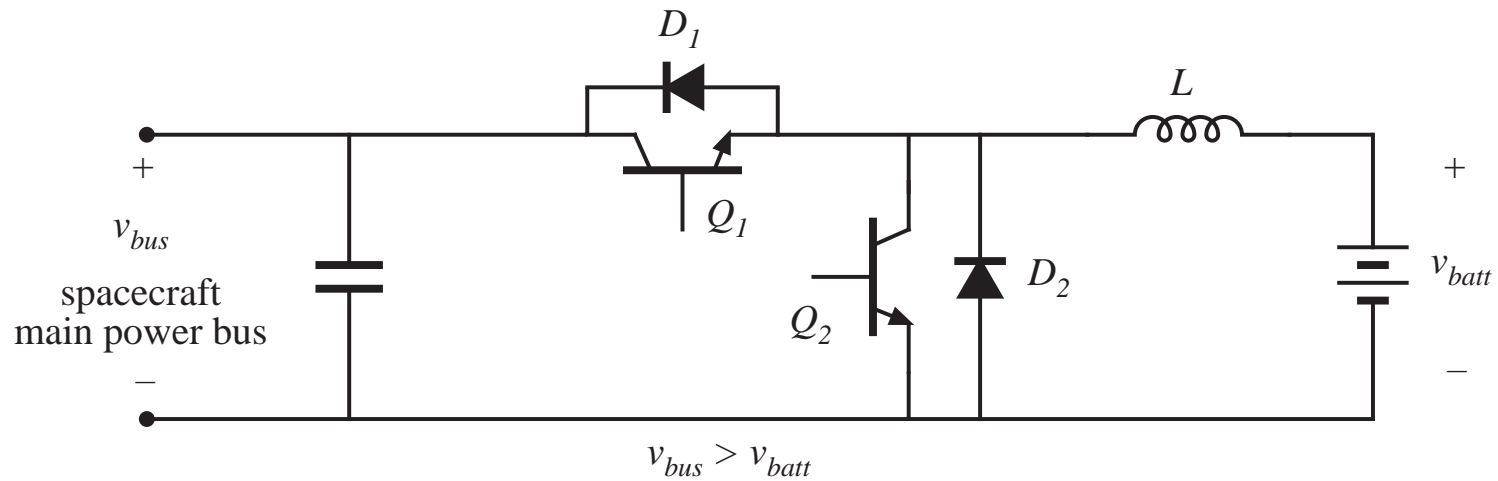 D1
L
+
+
Q1
vbus
spacecraft
main power bus
D2
vbatt
Q2
–
–
vbus > vbatt